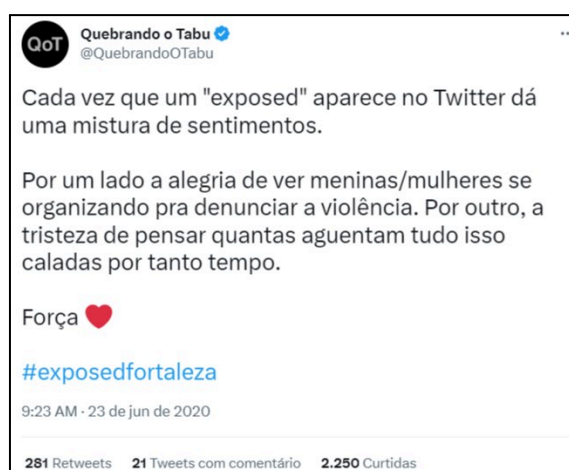 QoT
Quebrando o Tabu
@QuebrandoOTabu
Cada vez que um "exposed" aparece no Twitter dá
uma mistura de sentimentos.
Por um lado a alegria de ver meninas/mulheres se
organizando pra denunciar a violência. Por outro, a
tristeza de pensar quantas aguentam tudo isso
caladas por tanto tempo.
Força ❤️
#exposedfortaleza
9:23 AM · 23 de jun de 2020
281 Retweets 21 Tweets com comentário 2.250 Curtidas